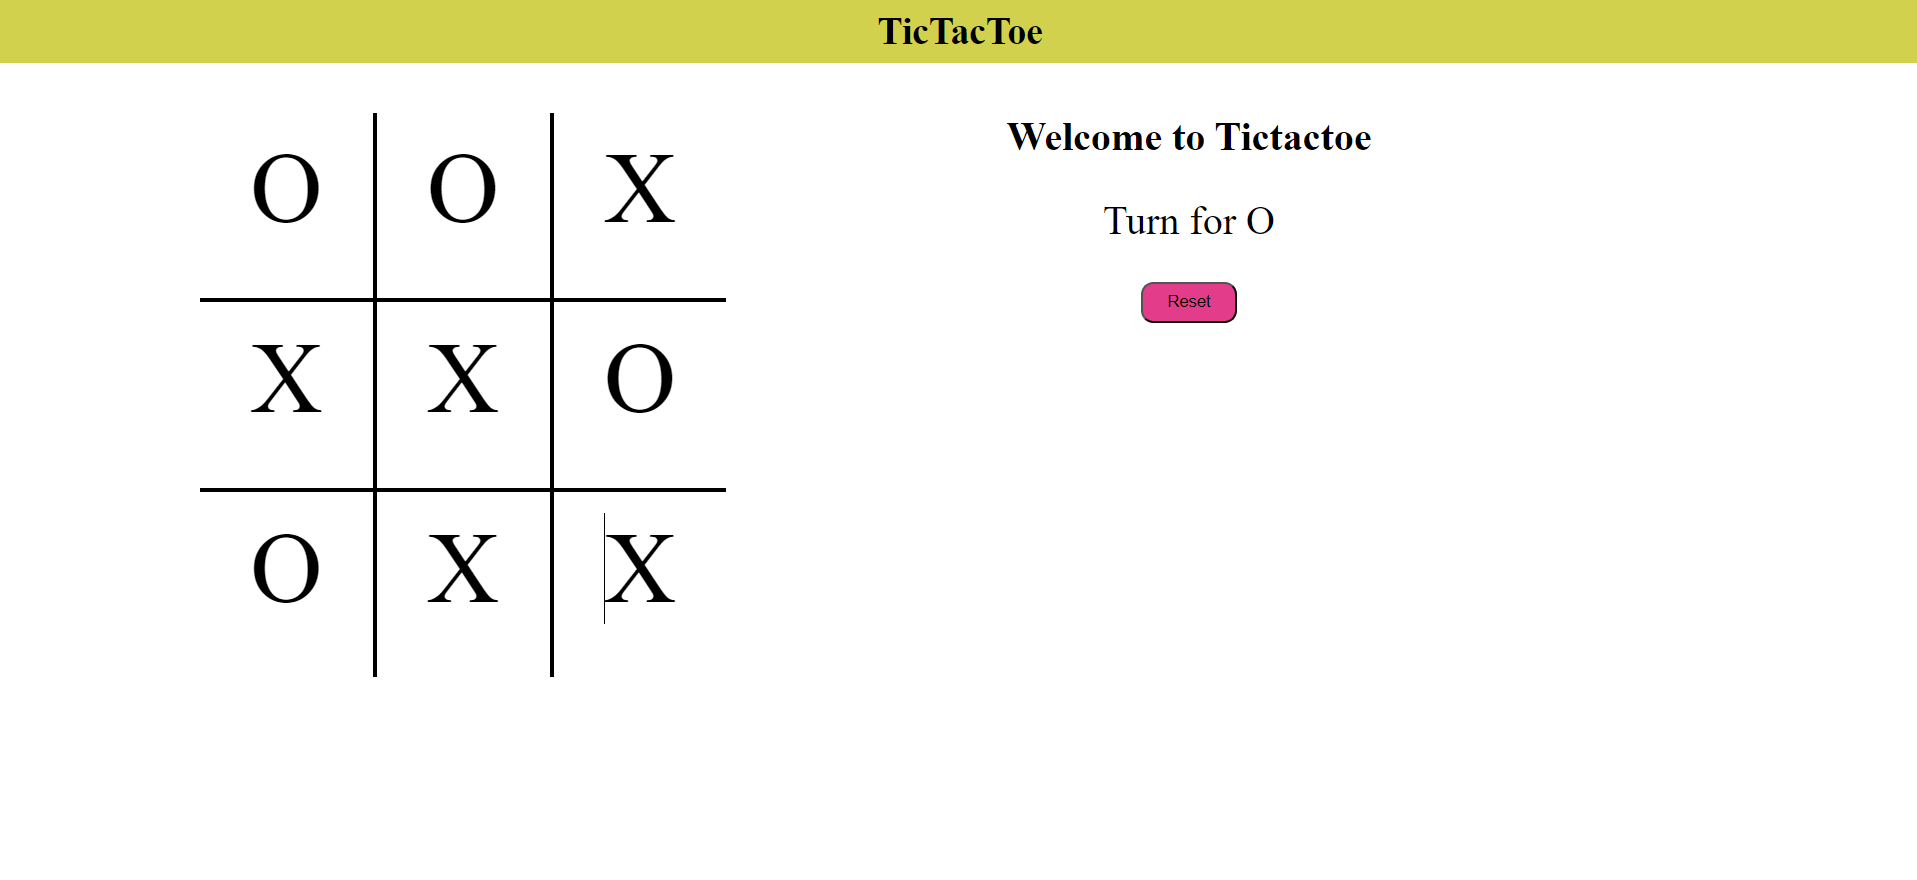 TicTacToe
O O X
X X O
O X X
Welcome to Tictactoe
Turn for O
Reset